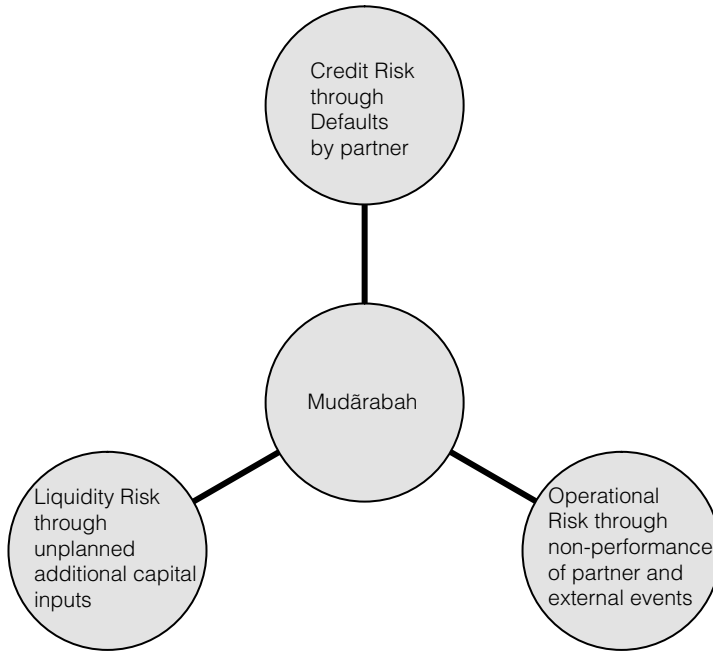 Credit Risk
through
Defaults
by partner
Mudãrabah
Liquidity Risk
through
unplanned
additional capital
inputs
Operational
Risk through
non-performance
of partner and
external events